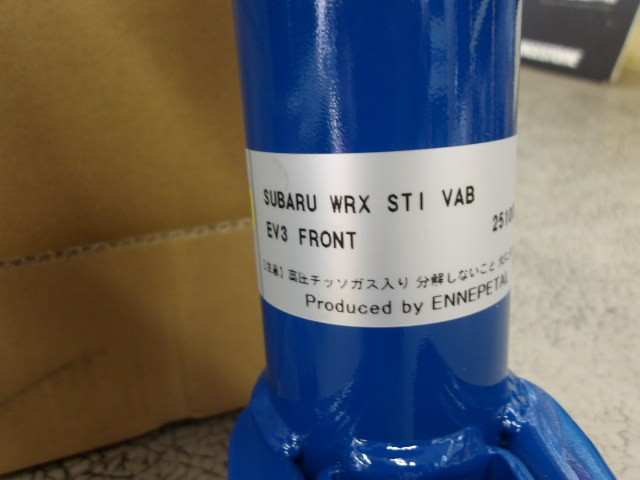 SUBARU WRX STI VAB
EV3 FRONT 25100
【注意】高圧チッソガス入り 分解しないこと
Produced by ENNEPETAL